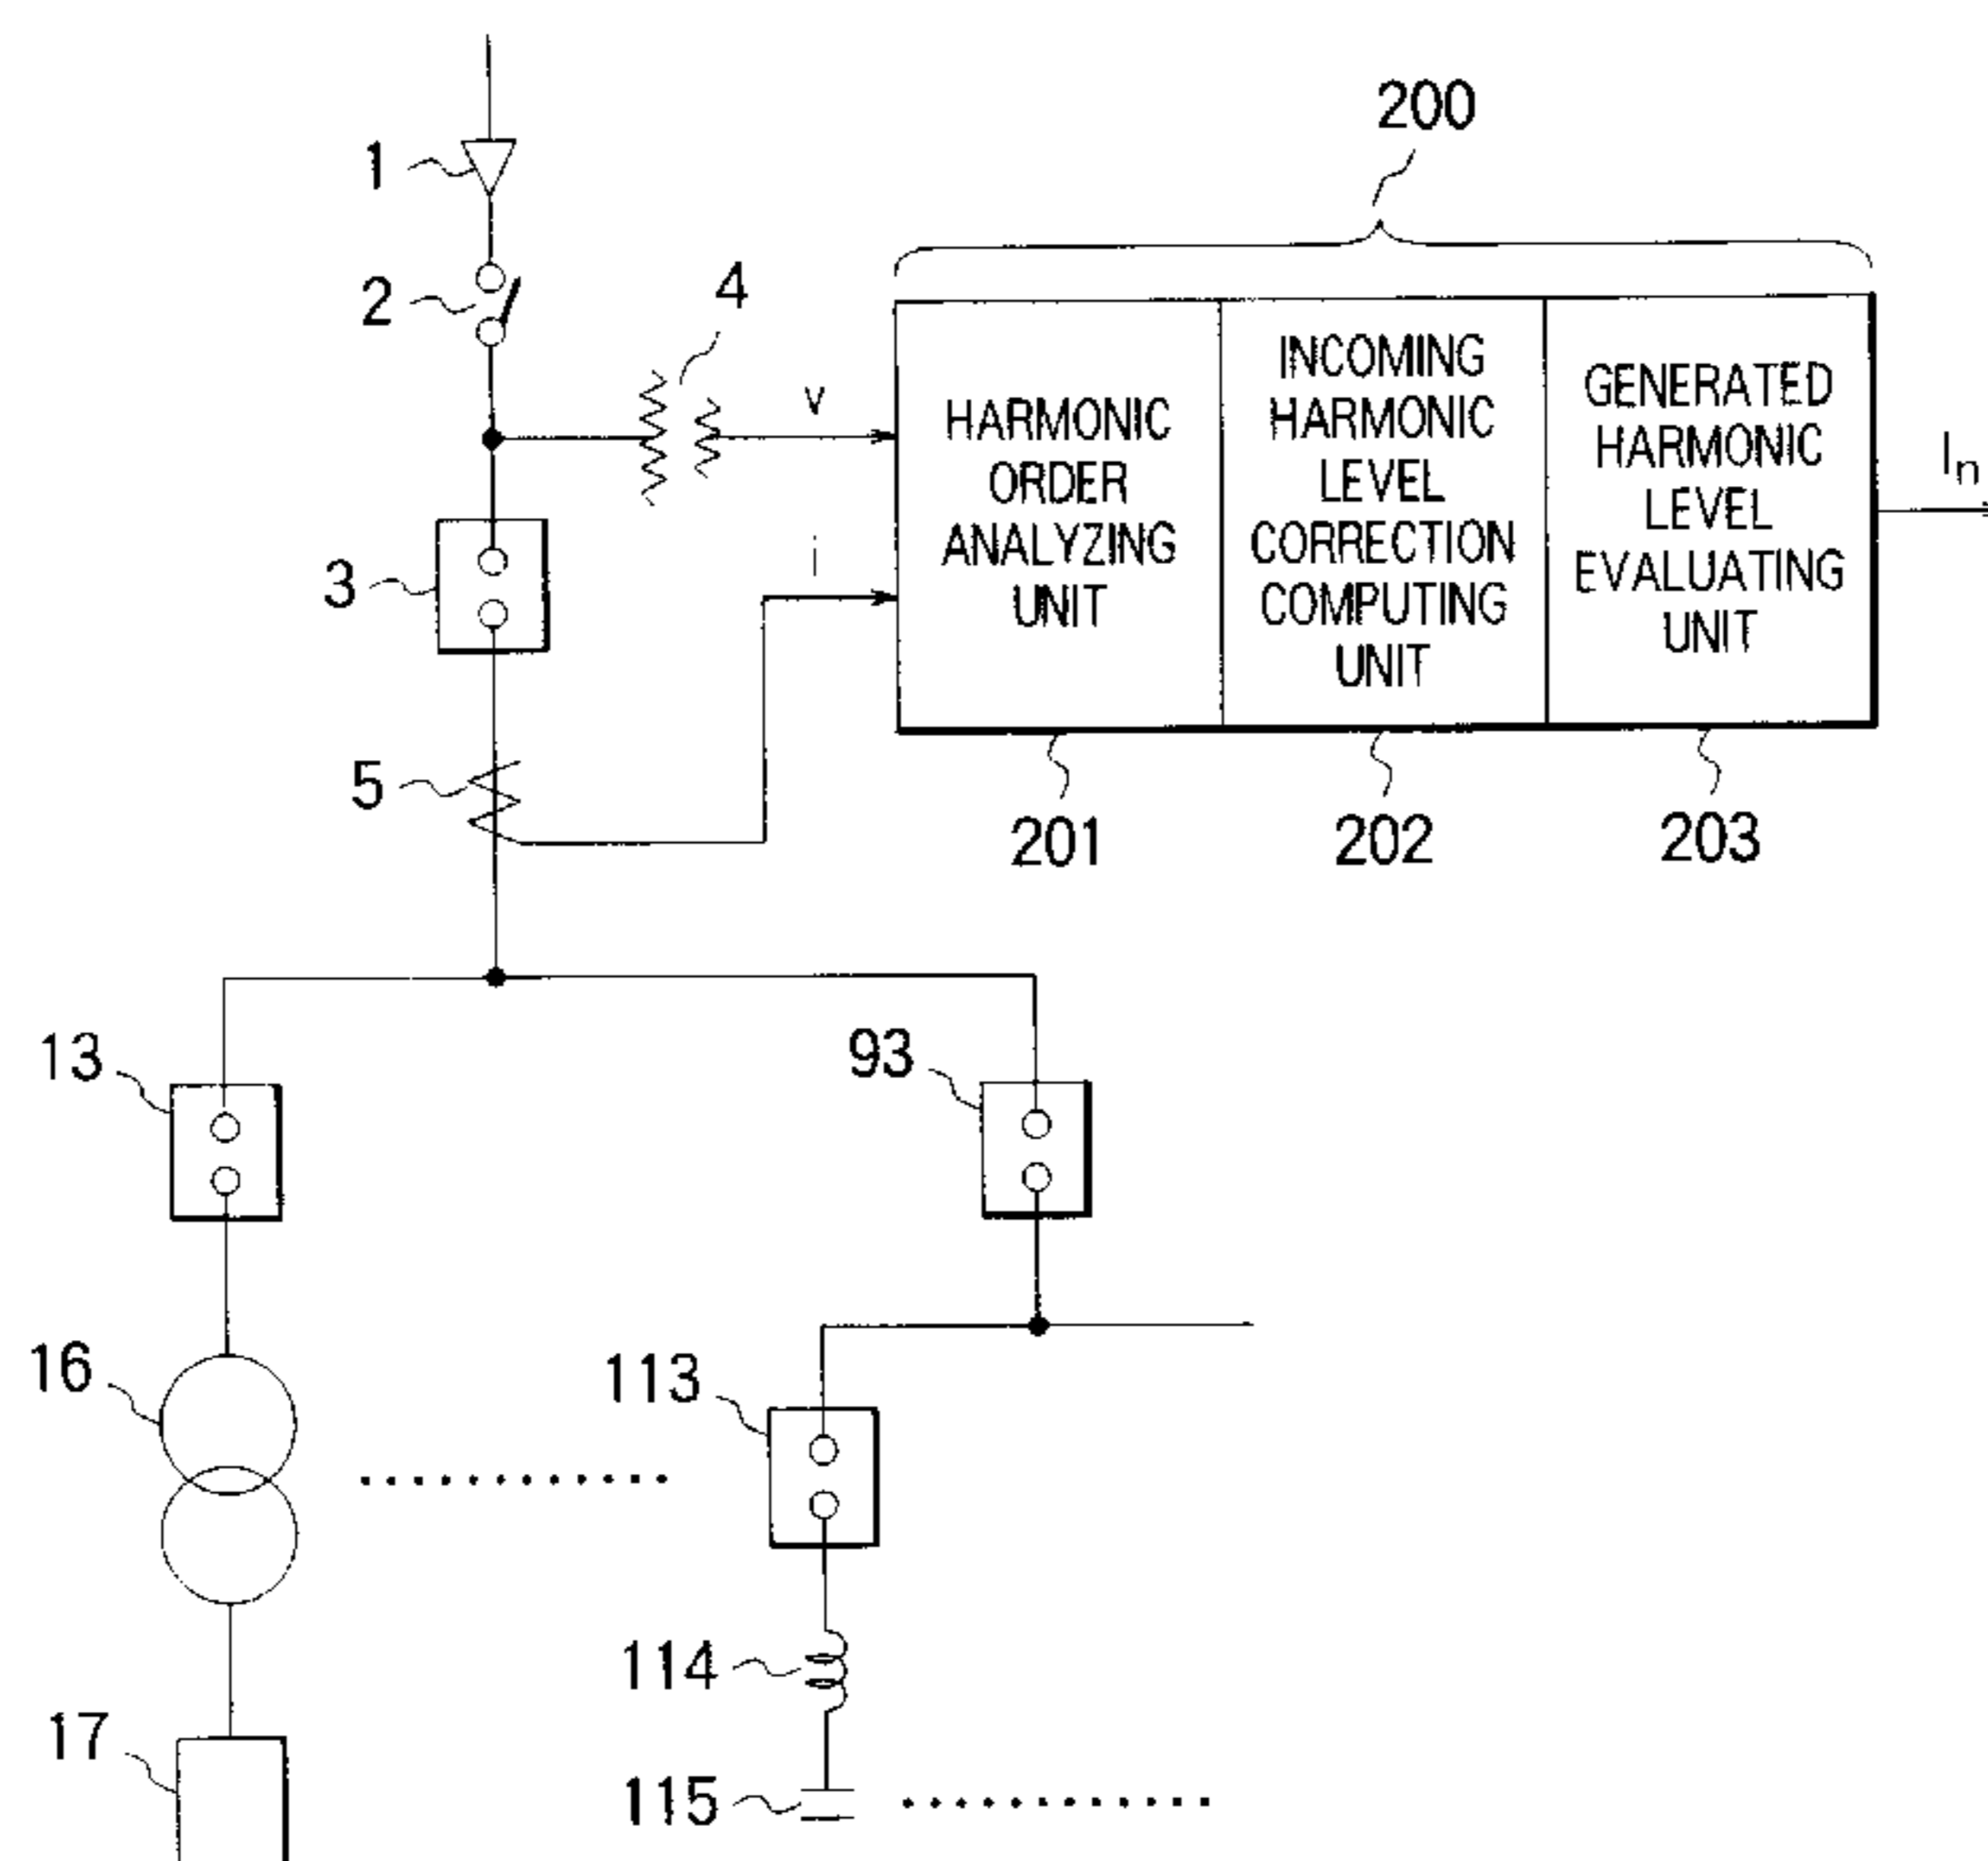 200
1
2
4
v
HARMONIC
ORDER
ANALYZING
UNIT
INCOMING
HARMONIC
LEVEL
CORRECTION
COMPUTING
UNIT
GENERATED
HARMONIC
LEVEL
EVALUATING
UNIT
In
i
3
5
201
202
203
13
93
16
113
114
17
115